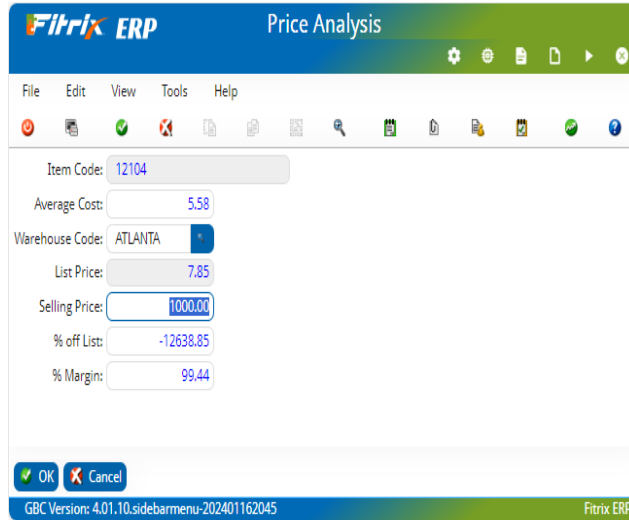 Fitrix ERP Price Analysis
File Edit View Tools Help
Item Code: 12104
Average Cost: 5.58
Warehouse Code: ATLANTA
List Price: 7.85
Selling Price: 1000.00
% off List: -12638.85
% Margin: 99.44
OK Cancel
GBC Version: 4.01.10.sidebarmenu-202401162045 Fitrix ERP